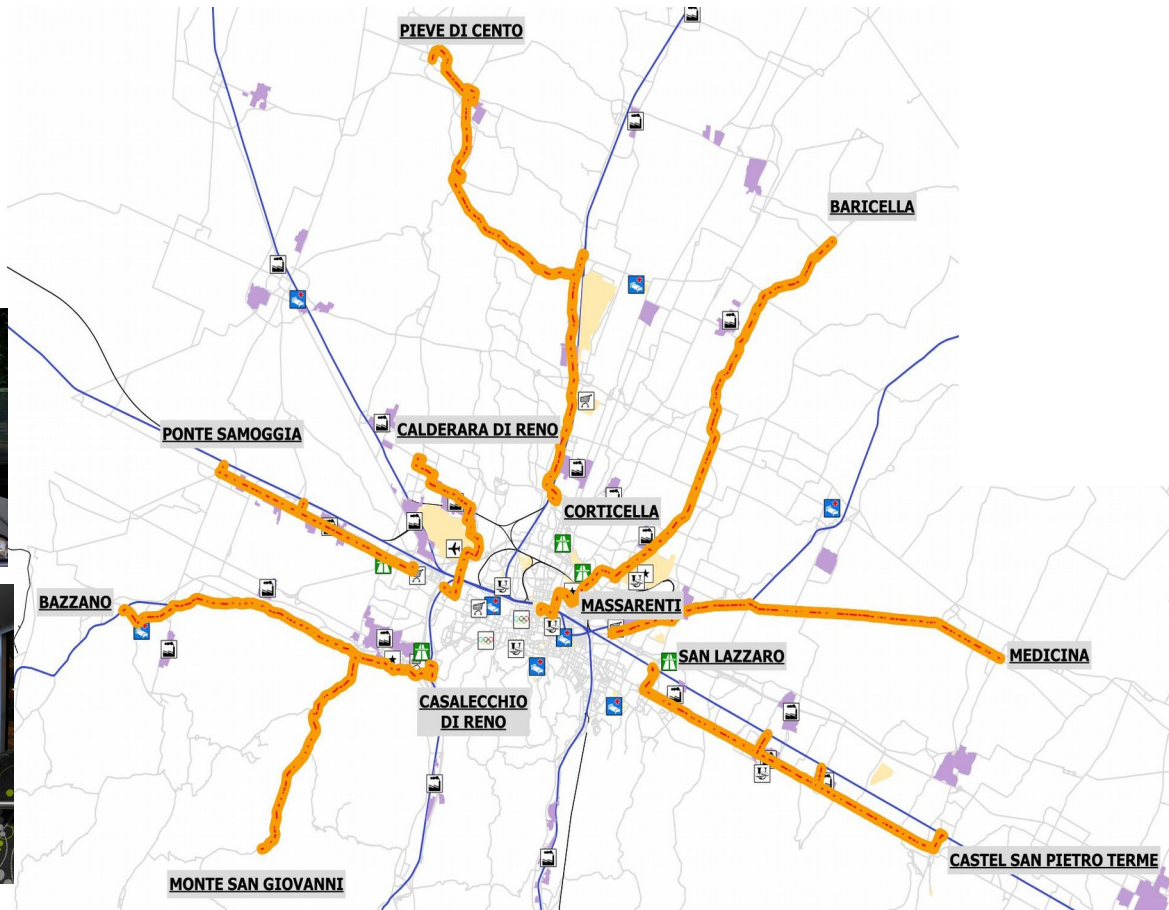 PIEVE DI CENTO
BARICELLA
PONTE SAMOGGIA
CALDERARA DI RENO
CORTICELLA
BAZZANO
MASSARENTI
SAN LAZZARO
MEDICINA
CASALECCHIO
DI RENO
MONTE SAN GIOVANNI
CASTEL SAN PIETRO TERME